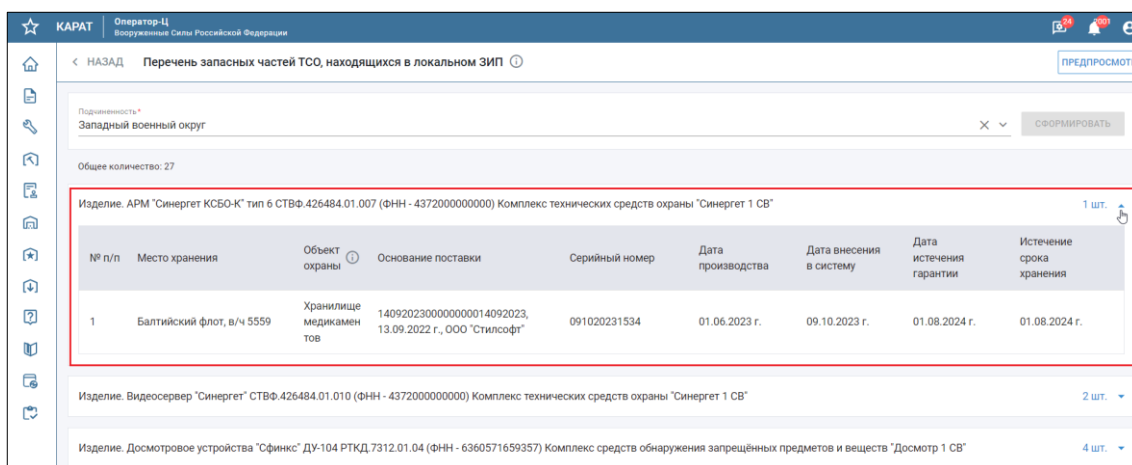 КАРАТ
Оператор-Ц
Вооруженные Силы Российской Федерации
24
2001
< НАЗАД
Перечень запасных частей ТСО, находящихся в локальном ЗИП
Подчиненность*
Западный военный округ
СФОРМИРОВАТЬ
Общее количество: 27
Изделие. АРМ "Синергет КСБО-К" тип 6 СТВФ.426484.01.007 (ФНН - 4372000000000) Комплекс технических средств охраны "Синергет 1 СВ"
1 шт.
№ п/п
Место хранения
Объект
охраны
Основание поставки
Серийный номер
Дата
производства
Дата внесения
в систему
Дата
истечения
гарантии
Истечение
срока
хранения
1
Балтийский флот, в/ч 5559
Хранилище
медикамен
тов
140920230000000014092023,
13.09.2022 г., ООО "Стилсофт"
091020231534
01.06.2023 г.
09.10.2023 г.
01.08.2024 г.
01.08.2024 г.
Изделие. Видеосервер "Синергет" СТВФ.426484.01.010 (ФНН - 4372000000000) Комплекс технических средств охраны "Синергет 1 СВ"
2 шт.
Изделие. Досмотровое устройства "Сфинкс" ДУ-104 РТКД.7312.01.04 (ФНН - 6360571659357) Комплекс средств обнаружения запрещённых предметов и веществ "Досмотр 1 СВ"
4 шт.